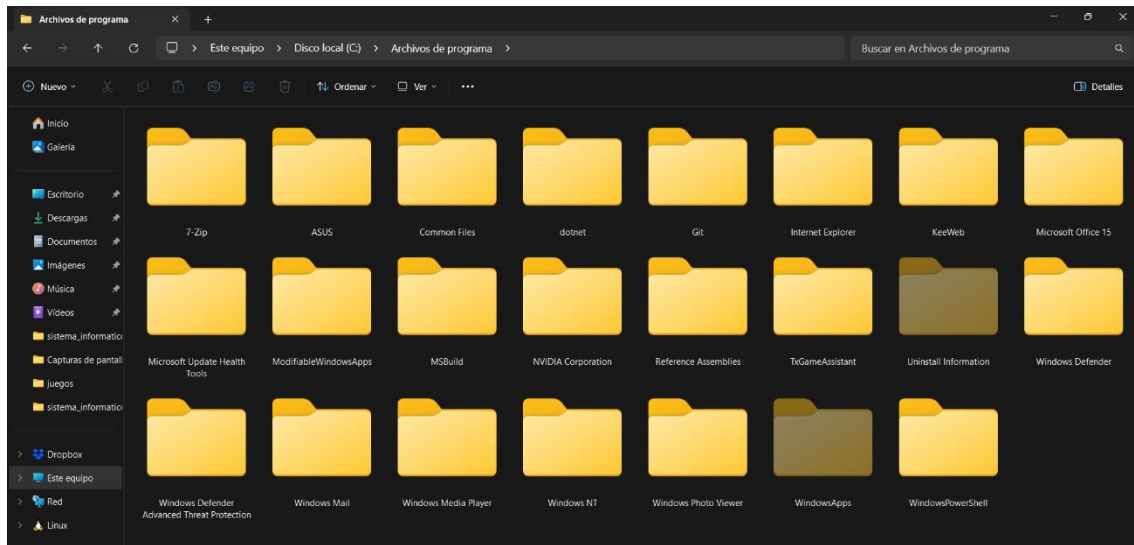 Archivos de programa
Este equipo > Disco local (C:) > Archivos de programa >
Buscar en Archivos de programa
Nuevo
Ordenar
Ver
Detalles
Inicio
Galería
Escritorio
Descargas
Documentos
Imágenes
Música
Vídeos
sistema_informatic
Capturas de pantall
juegos
sistema_informatic
Dropbox
Este equipo
Red
Linux
7-Zip
ASUS
Common Files
dotnet
Git
Internet Explorer
KeeWeb
Microsoft Office 15
Microsoft Update Health
Tools
ModifiableWindowsApps
MSBuild
NVIDIA Corporation
Reference Assemblies
TxGameAssistant
Uninstall Information
Windows Defender
Windows Defender
Advanced Threat Protection
Windows Mail
Windows Media Player
Windows NT
Windows Photo Viewer
WindowsApps
WindowsPowerShell